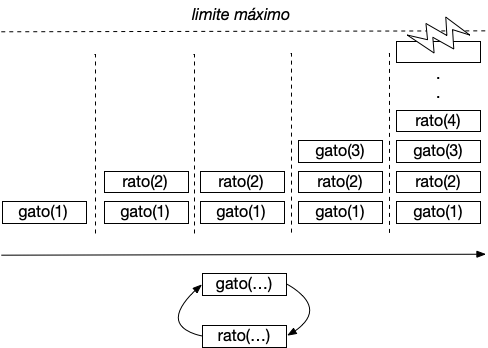 limite máximo
.
.
rato(4)
gato(3) gato(3)
rato(2) rato(2) rato(2) rato(2)
gato(1) gato(1) gato(1) gato(1) gato(1)
gato(...)
rato(...)